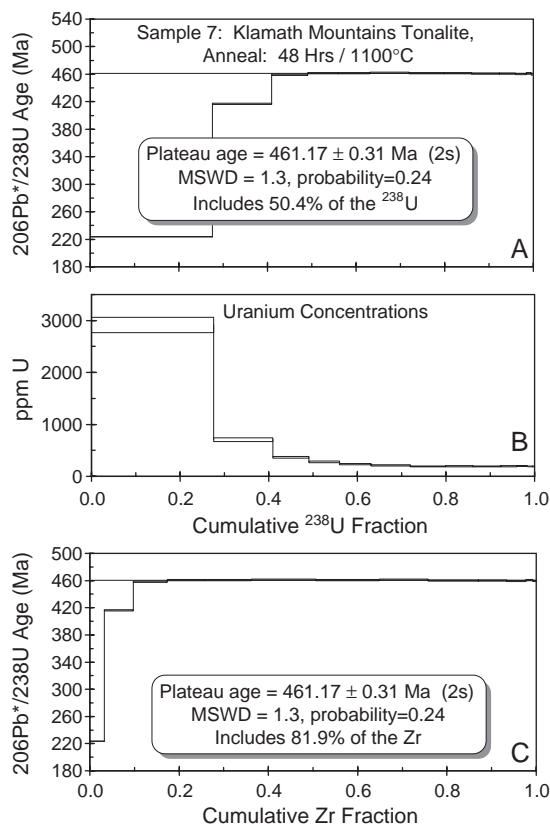 Sample 7: Klamath Mountains Tonalite,
Anneal: 48 Hrs / 1100°C
206Pb*/238U Age (Ma)
540
500
460
420
380
340
300
260
220
180
Plateau age = 461.17 ± 0.31 Ma (2s)
MSWD = 1.3, probability=0.24
Includes 50.4% of the ²³⁸U
A
Uranium Concentrations
ppm U
3000
2000
1000
0
B
0.0 0.2 0.4 0.6 0.8 1.0
Cumulative ²³⁸U Fraction
206Pb*/238U Age (Ma)
500
460
420
380
340
300
260
220
180
Plateau age = 461.17 ± 0.31 Ma (2s)
MSWD = 1.3, probability=0.24
Includes 81.9% of the Zr
C
0.0 0.2 0.4 0.6 0.8 1.0
Cumulative Zr Fraction